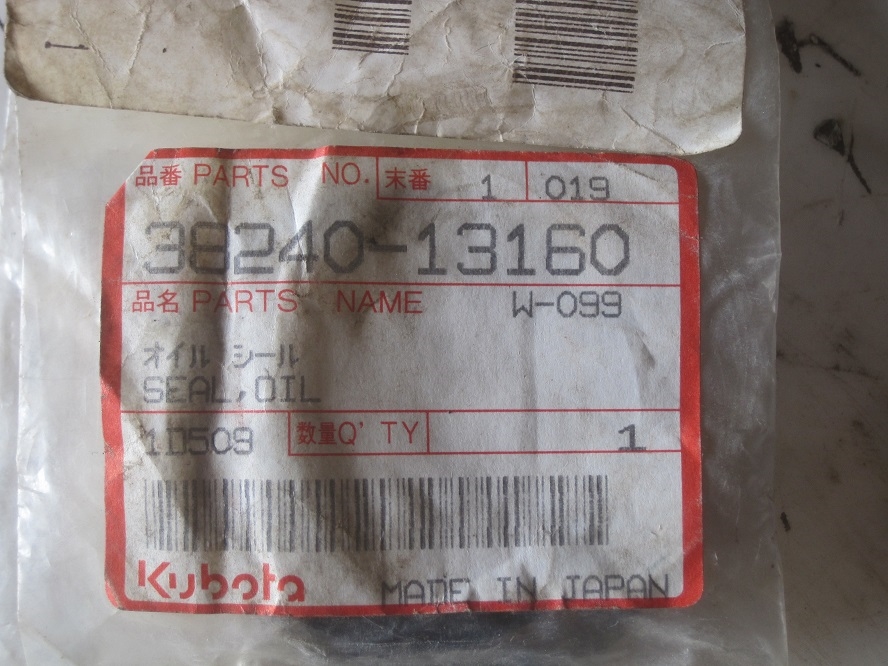 品番 PARTS NO. 末番 1 019
38240-13160
品名 PARTS NAME W-099
オイル シール
SEAL,OIL
1D509 数量Q'TY 1
Kubota MADE IN JAPAN